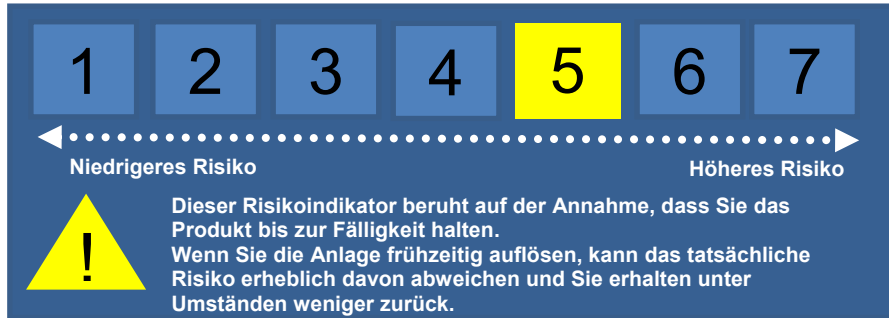 1 2 3 4 5 6 7
Niedrigeres Risiko Höheres Risiko
!
Dieser Risikoindikator beruht auf der Annahme, dass Sie das
Produkt bis zur Fälligkeit halten.
Wenn Sie die Anlage frühzeitig auflösen, kann das tatsächliche
Risiko erheblich davon abweichen und Sie erhalten unter
Umständen weniger zurück.